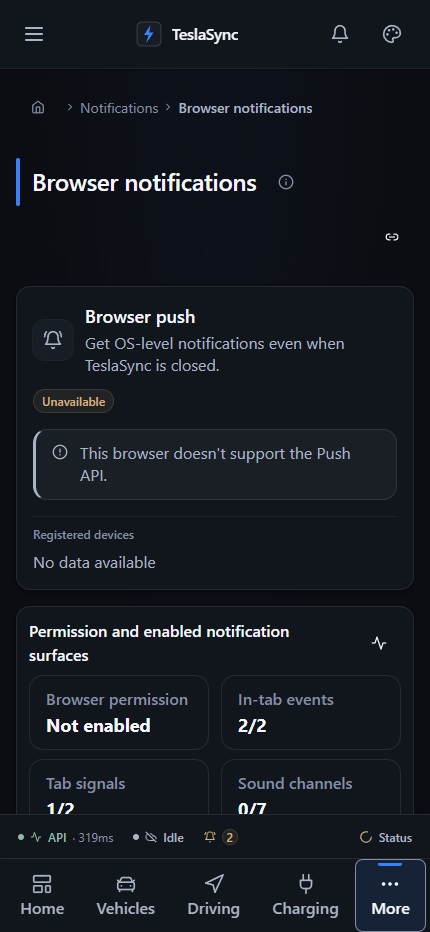 TeslaSync
Notifications
Browser notifications
Browser notifications
Browser push
Get OS-level notifications even when
TeslaSync is closed.
Unavailable
This browser doesn't support the Push
API.
Registered devices
No data available
Permission and enabled notification
surfaces
Browser permission
Not enabled
In-tab events
2/2
Tab signals
1/2
Sound channels
0/7
API · 319ms
Idle
2
Status
Home
Vehicles
Driving
Charging
More